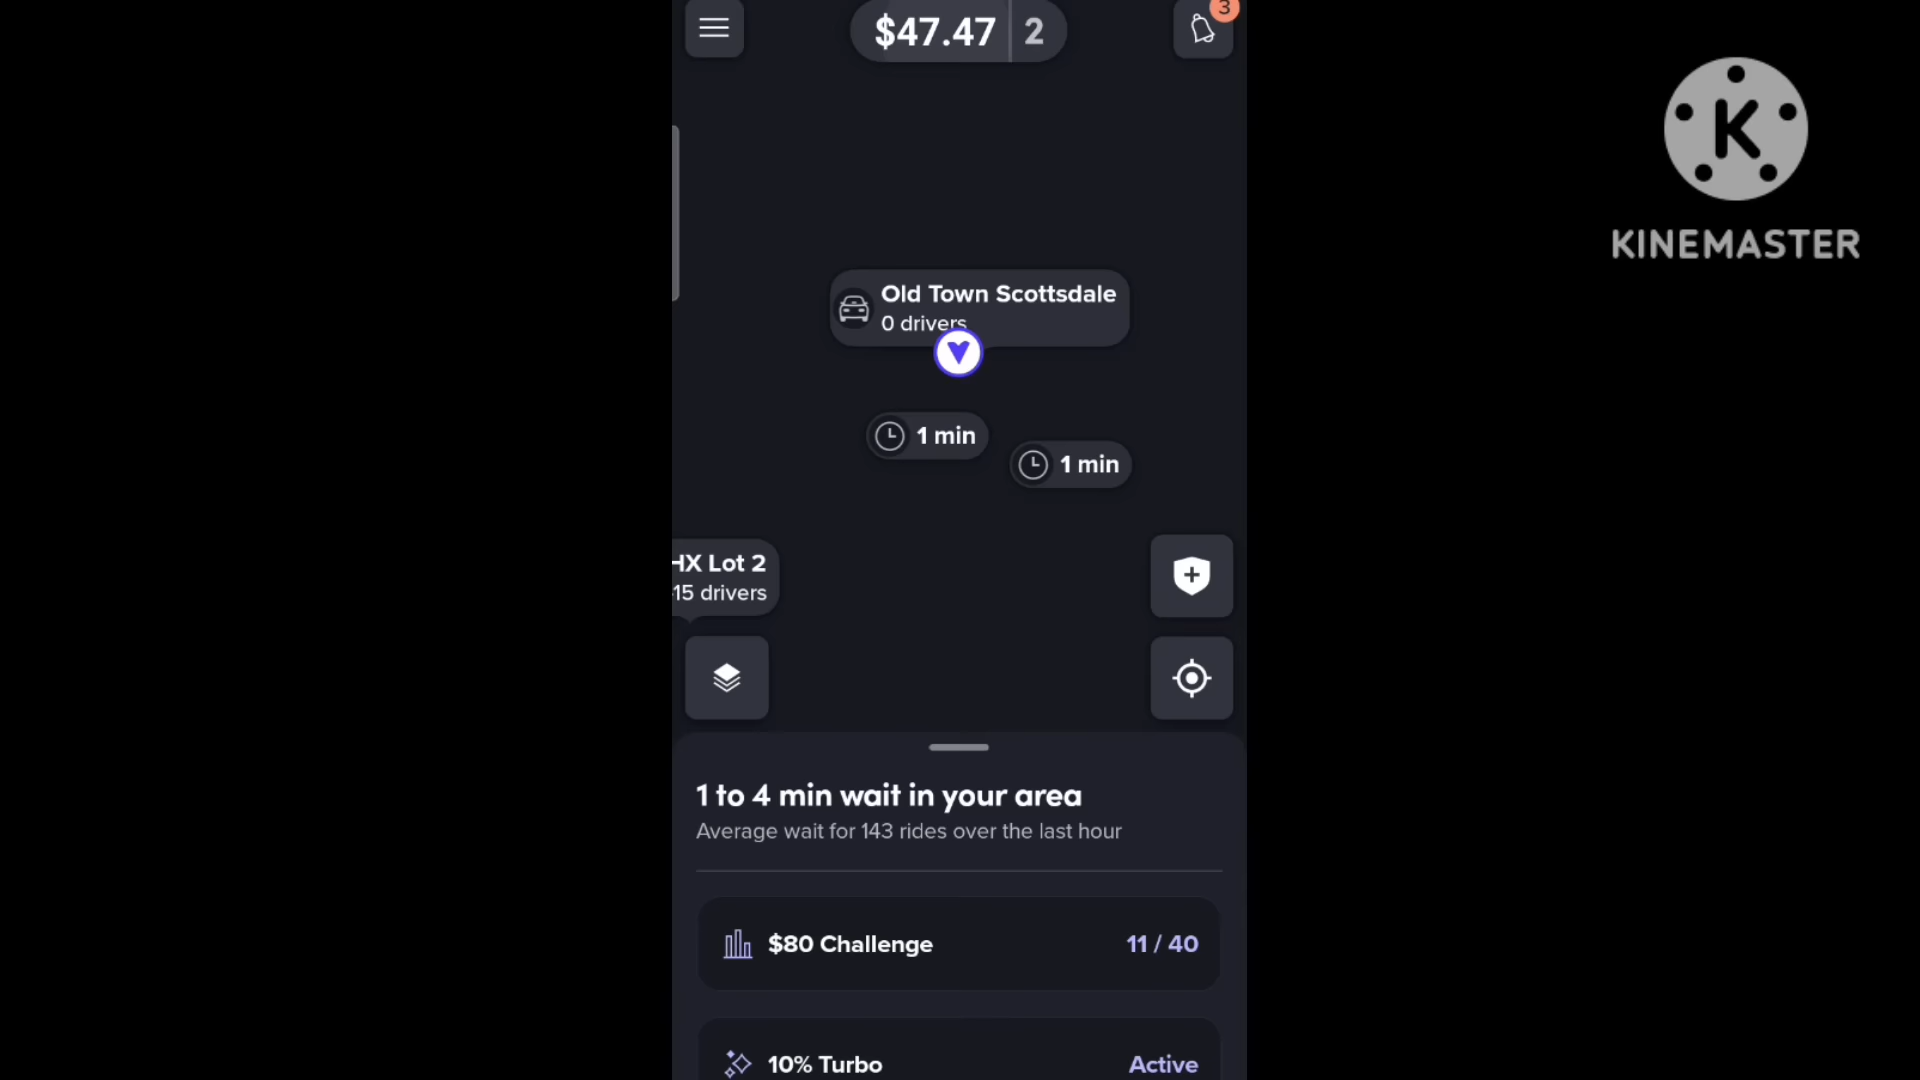 $47.47 2
3
K
KINEMASTER
Old Town Scottsdale
0 drivers
1 min
1 min
HX Lot 2
15 drivers
1 to 4 min wait in your area
Average wait for 143 rides over the last hour
$80 Challenge 11 / 40
10% Turbo Active